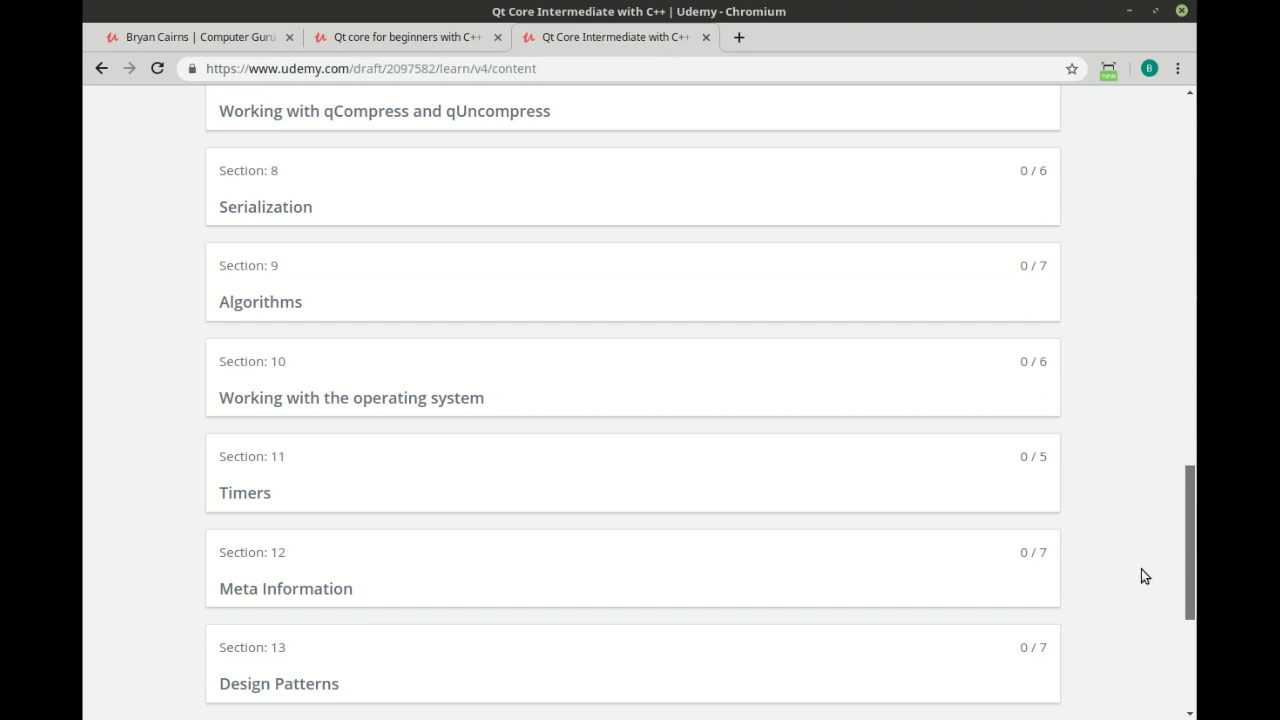 Qt Core Intermediate with C++ | Udemy - Chromium
Bryan Cairns | Computer Guru
Qt core for beginners with C++
Qt Core Intermediate with C++
https://www.udemy.com/draft/2097582/learn/v4/content
new
B
Working with qCompress and qUncompress
Section: 8 0 / 6
Serialization
Section: 9 0 / 7
Algorithms
Section: 10 0 / 6
Working with the operating system
Section: 11 0 / 5
Timers
Section: 12 0 / 7
Meta Information
Section: 13 0 / 7
Design Patterns